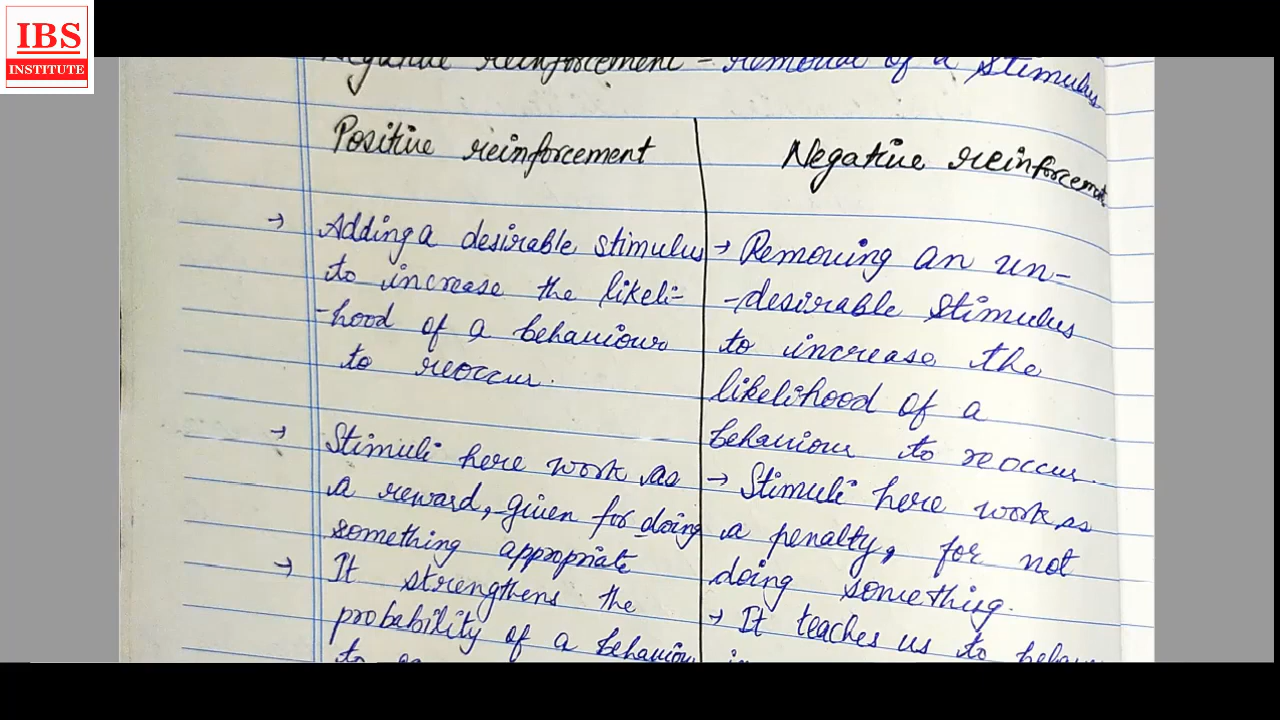 IBS
INSTITUTE
Negative reinforcement - removal of a stimulus
Positive reinforcement
→ Adding a desirable stimulus
to increase the likeli-
-hood of a behaviour
to reoccur.
→ Stimuli here work as
a reward, given for doing
something appropriate
→ It strengthens the
probability of a behaviour
Negative reinforcement
→ Removing an un-
-desirable stimulus
to increase the
likelihood of a
behaviour to reoccur.
→ Stimuli here work as
a penalty, for not
doing something.
→ It teaches us to